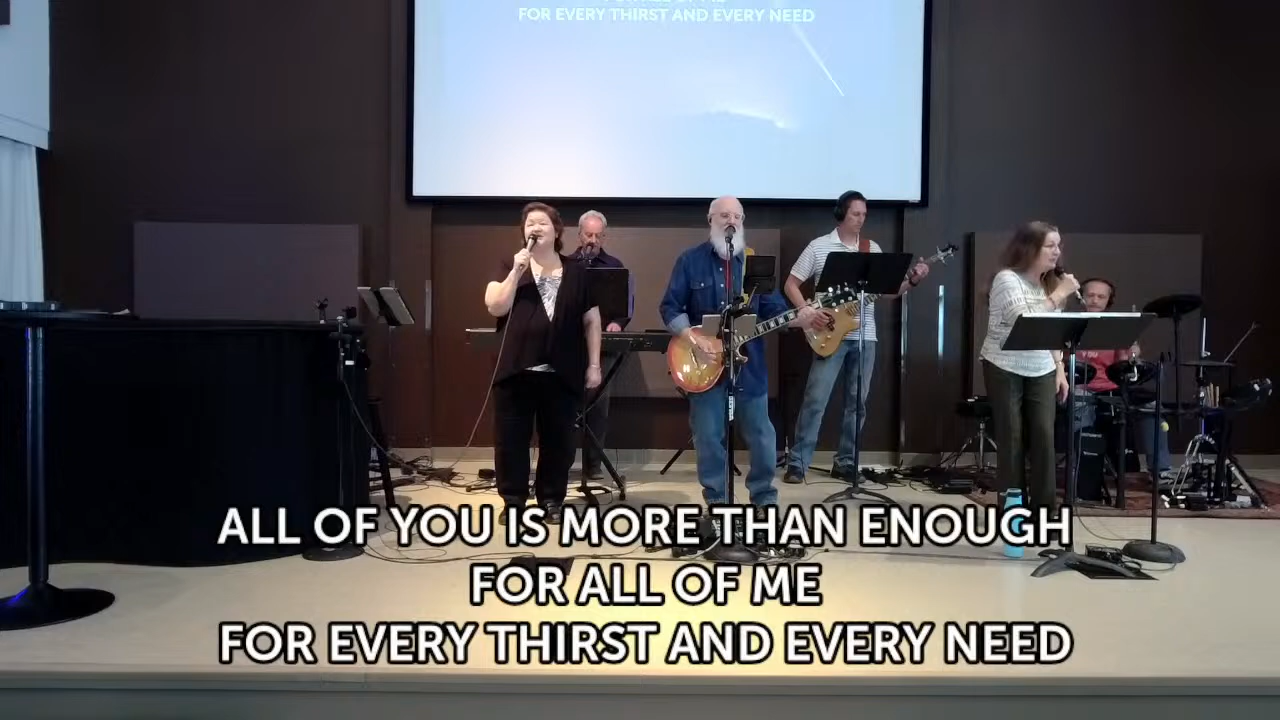 FOR EVERY THIRST AND EVERY NEED
YOU
ALL OF YOU IS MORE THAN ENOUGH
FOR ALL OF ME
FOR EVERY THIRST AND EVERY NEED